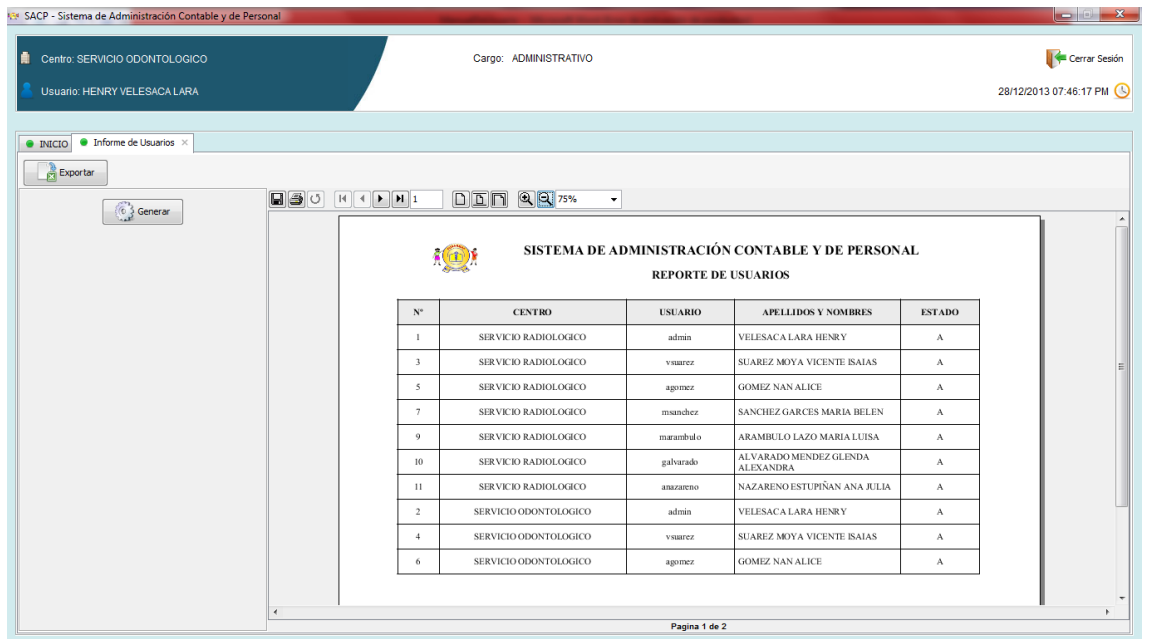 SACP - Sistema de Administración Contable y de Personal
Centro: SERVICIO ODONTOLOGICO
Cargo: ADMINISTRATIVO
Cerrar Sesión
Usuario: HENRY VELESACA LARA
28/12/2013 07:46:17 PM
INICIO
Informe de Usuarios
Exportar
Generar
1
75%
SISTEMA DE ADMINISTRACIÓN CONTABLE Y DE PERSONAL
REPORTE DE USUARIOS
Nº CENTRO USUARIO APELLIDOS Y NOMBRES ESTADO
1 SERVICIO RADIOLOGICO admin VELESACA LARA HENRY A
3 SERVICIO RADIOLOGICO vsuarez SUAREZ MOYA VICENTE ISAIAS A
5 SERVICIO RADIOLOGICO agomez GOMEZ NAN ALICE A
7 SERVICIO RADIOLOGICO msanchez SANCHEZ GARCES MARIA BELEN A
9 SERVICIO RADIOLOGICO marambulo ARAMBULO LAZO MARIA LUISA A
10 SERVICIO RADIOLOGICO galvarado ALVARADO MENDEZ GLENDA
ALEXANDRA A
11 SERVICIO RADIOLOGICO anazareno NAZARENO ESTUPIÑAN ANA JULIA A
2 SERVICIO ODONTOLOGICO admin VELESACA LARA HENRY A
4 SERVICIO ODONTOLOGICO vsuarez SUAREZ MOYA VICENTE ISAIAS A
6 SERVICIO ODONTOLOGICO agomez GOMEZ NAN ALICE A
Pagina 1 de 2